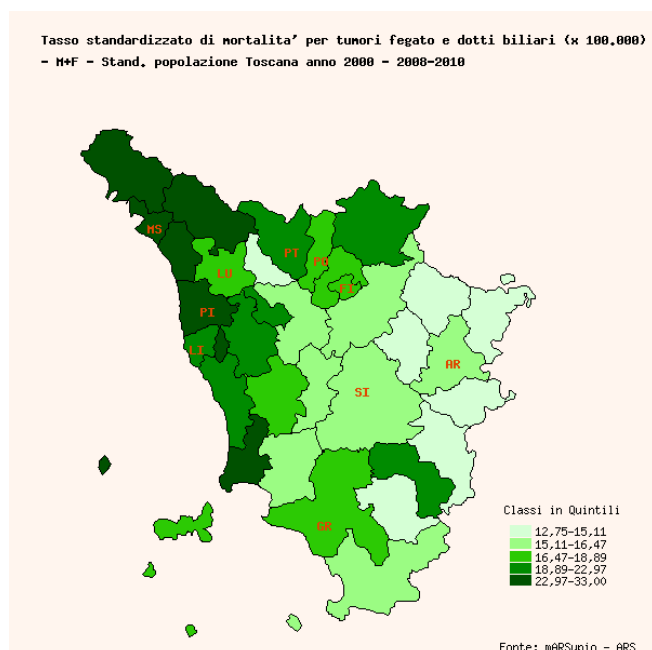 Tasso standardizzato di mortalita' per tumori fegato e dotti biliari (x 100.000)
- M+F - Stand. popolazione Toscana anno 2000 - 2008-2010
MS
PT
PO
LU
FI
PI
LI
AR
SI
GR
Classi in Quintili
12,75-15,11
15,11-16,47
16,47-18,89
18,89-22,97
22,97-33,00
Fonte: mARSupio - ARS